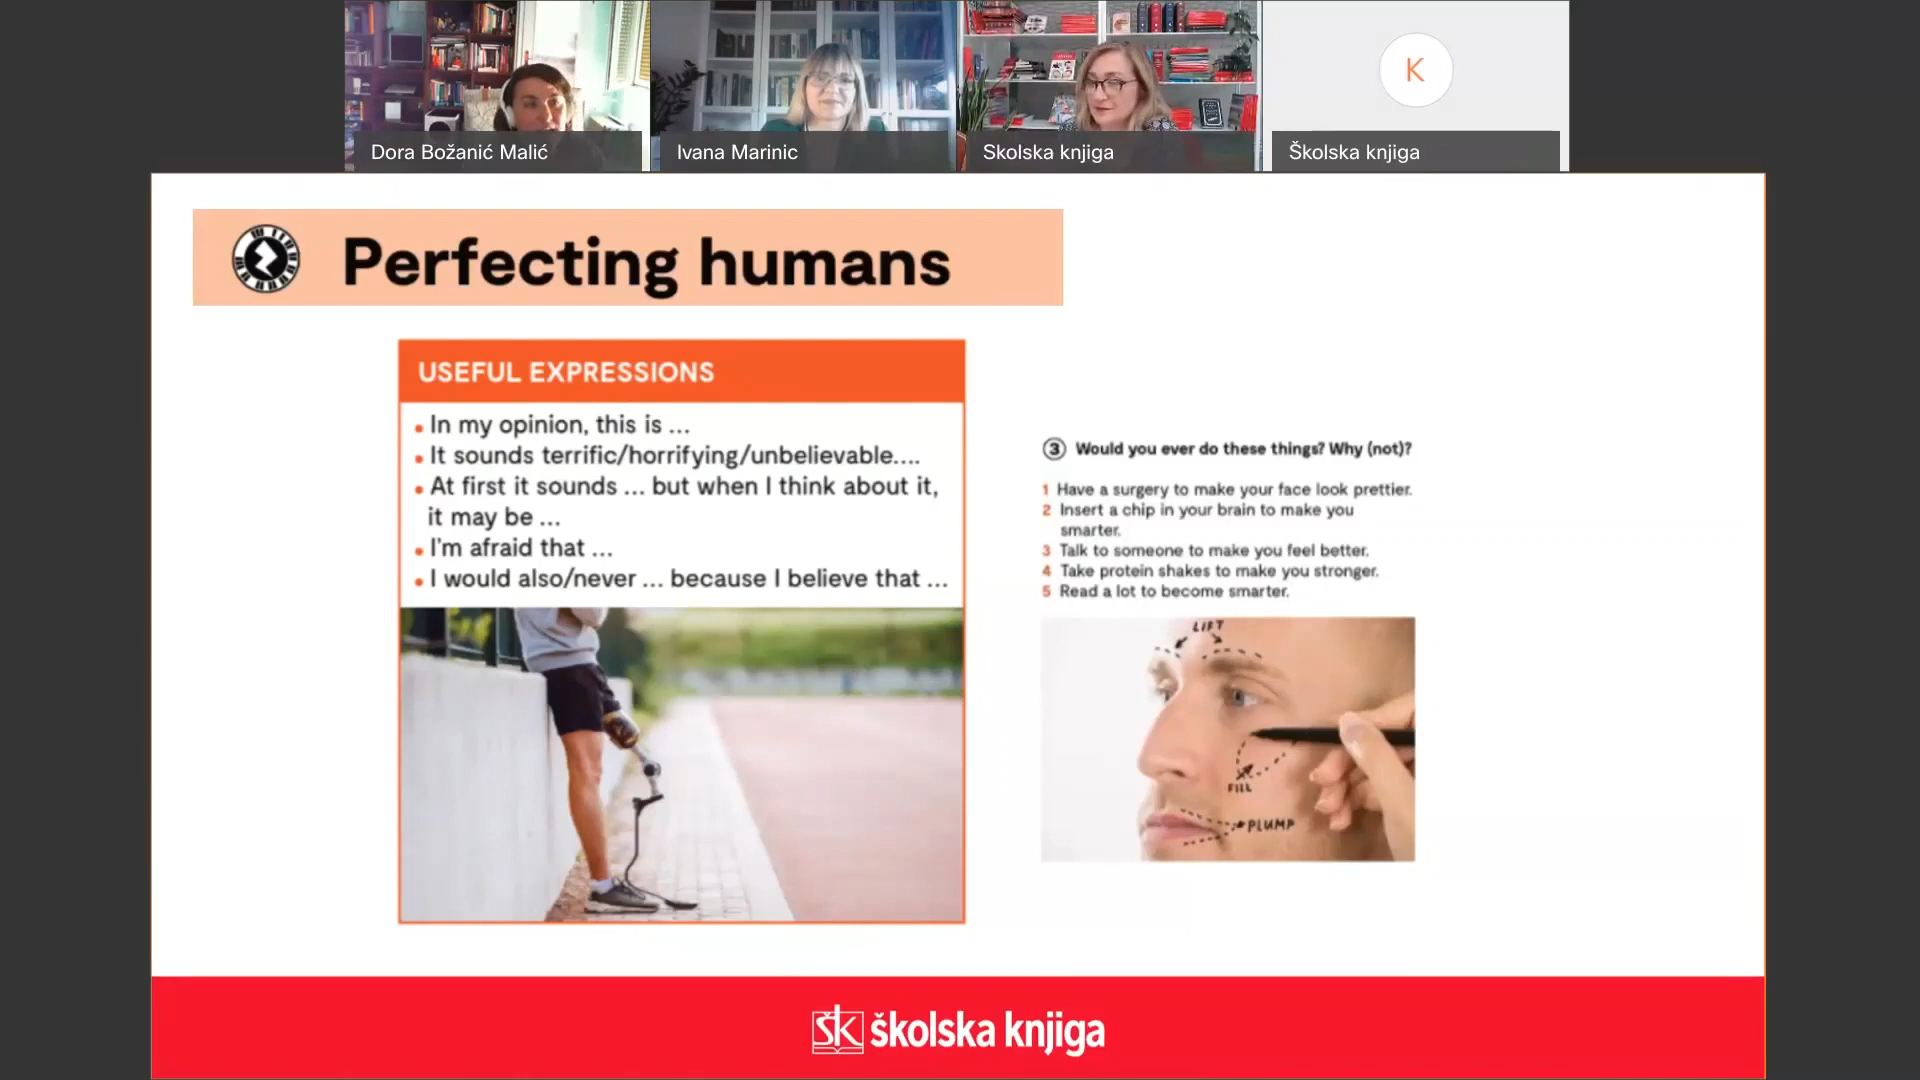 Dora Božanić Malić
Ivana Marinic
Skolska knjiga
K
Školska knjiga
Perfecting humans
USEFUL EXPRESSIONS
• In my opinion, this is ...
• It sounds terrific/horrifying/unbelievable....
• At first it sounds ... but when I think about it,
it may be ...
• I'm afraid that ...
• I would also/never ... because I believe that ...
3 Would you ever do these things? Why (not)?
1 Have a surgery to make your face look prettier.
2 Insert a chip in your brain to make you
smarter.
3 Talk to someone to make you feel better.
4 Take protein shakes to make you stronger.
5 Read a lot to become smarter.
LIFT
FILL
PLUMP
ŠK školska knjiga